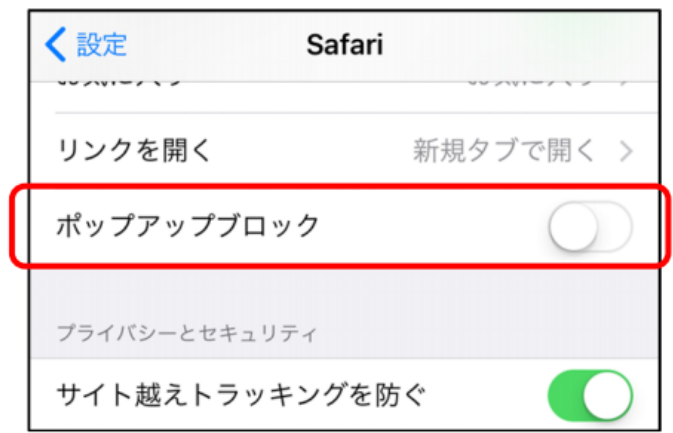 設定 Safari
リンクを開く 新規タブで開く
ポップアップブロック
プライバシーとセキュリティ
サイト越えトラッキングを防ぐ